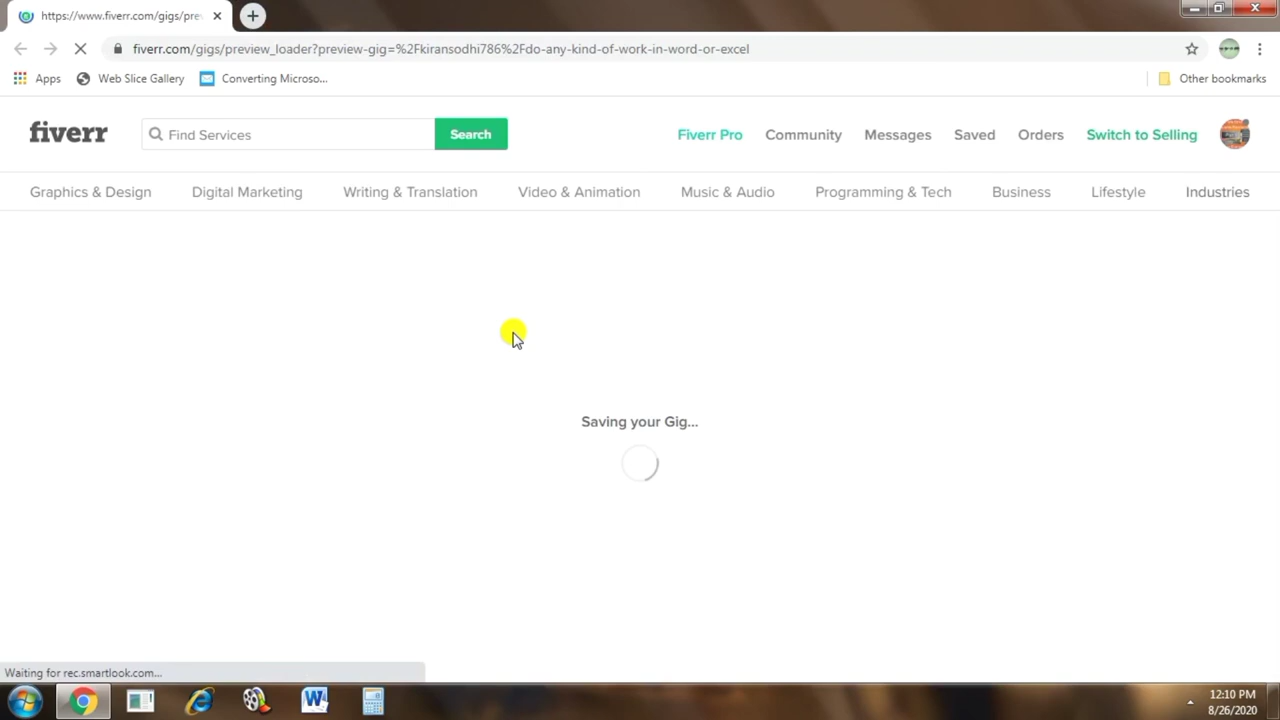 https://www.fiverr.com/gigs/prev
fiverr.com/gigs/preview_loader?preview-gig=%2Fkiransodhi786%2Fdo-any-kind-of-work-in-word-or-excel
Apps Web Slice Gallery Converting Microso... Other bookmarks
fiverr Find Services Search Fiverr Pro Community Messages Saved Orders Switch to Selling
Graphics & Design Digital Marketing Writing & Translation Video & Animation Music & Audio Programming & Tech Business Lifestyle Industries
Saving your Gig...
Waiting for rec.smartlook.com...
12:10 PM
8/26/2020